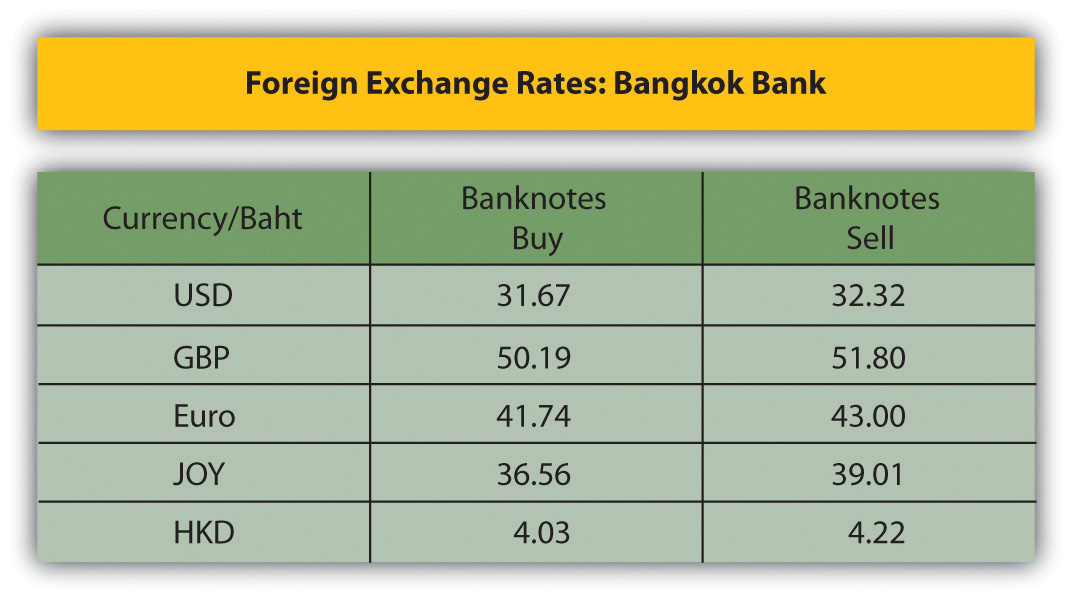 Foreign Exchange Rates: Bangkok Bank
Currency/Baht Banknotes Buy Banknotes Sell
USD 31.67 32.32
GBP 50.19 51.80
Euro 41.74 43.00
JOY 36.56 39.01
HKD 4.03 4.22